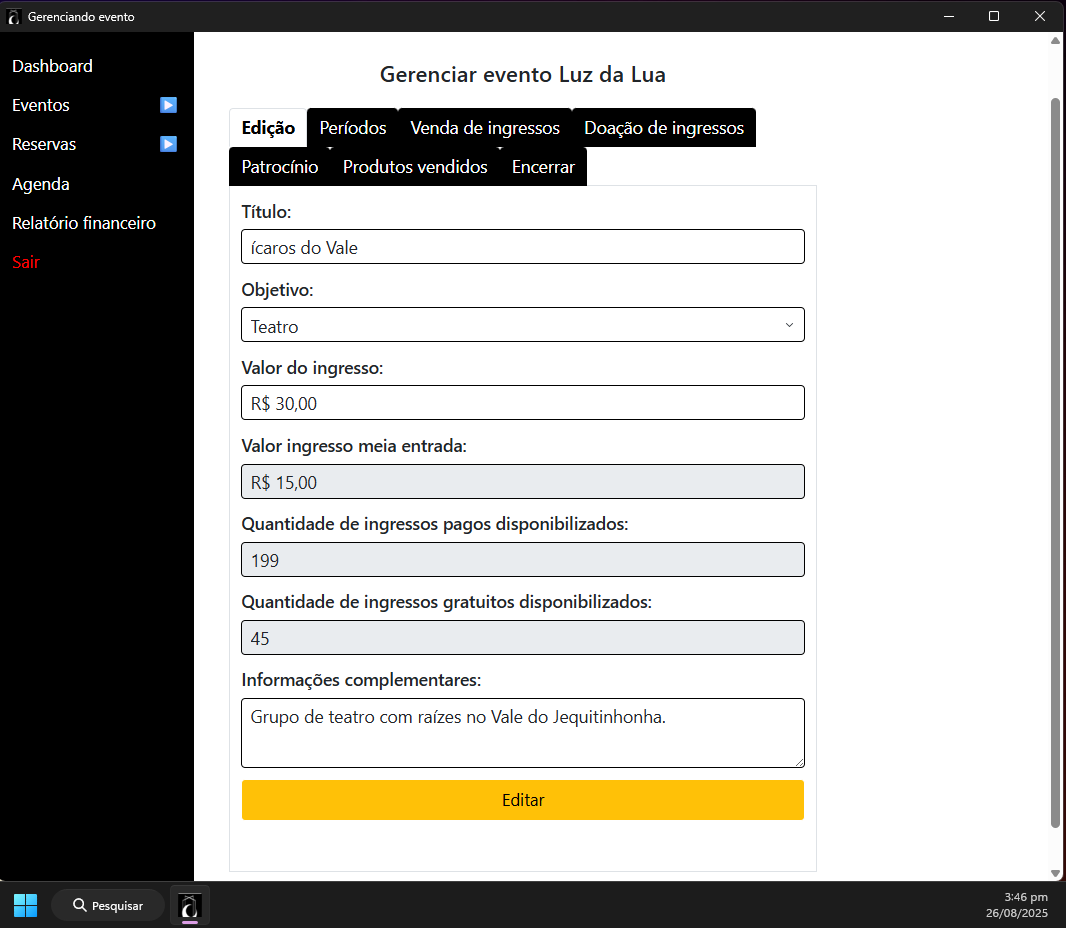 Gerenciando evento
Dashboard
Eventos
Reservas
Agenda
Relatório financeiro
Sair
Gerenciar evento Luz da Lua
Edição Períodos Venda de ingressos Doação de ingressos
Patrocínio Produtos vendidos Encerrar
Título:
ícaros do Vale
Objetivo:
Teatro
Valor do ingresso:
R$ 30,00
Valor ingresso meia entrada:
R$ 15,00
Quantidade de ingressos pagos disponibilizados:
199
Quantidade de ingressos gratuitos disponibilizados:
45
Informações complementares:
Grupo de teatro com raízes no Vale do Jequitinhonha.
Editar
Pesquisar
3:46 pm
26/08/2025